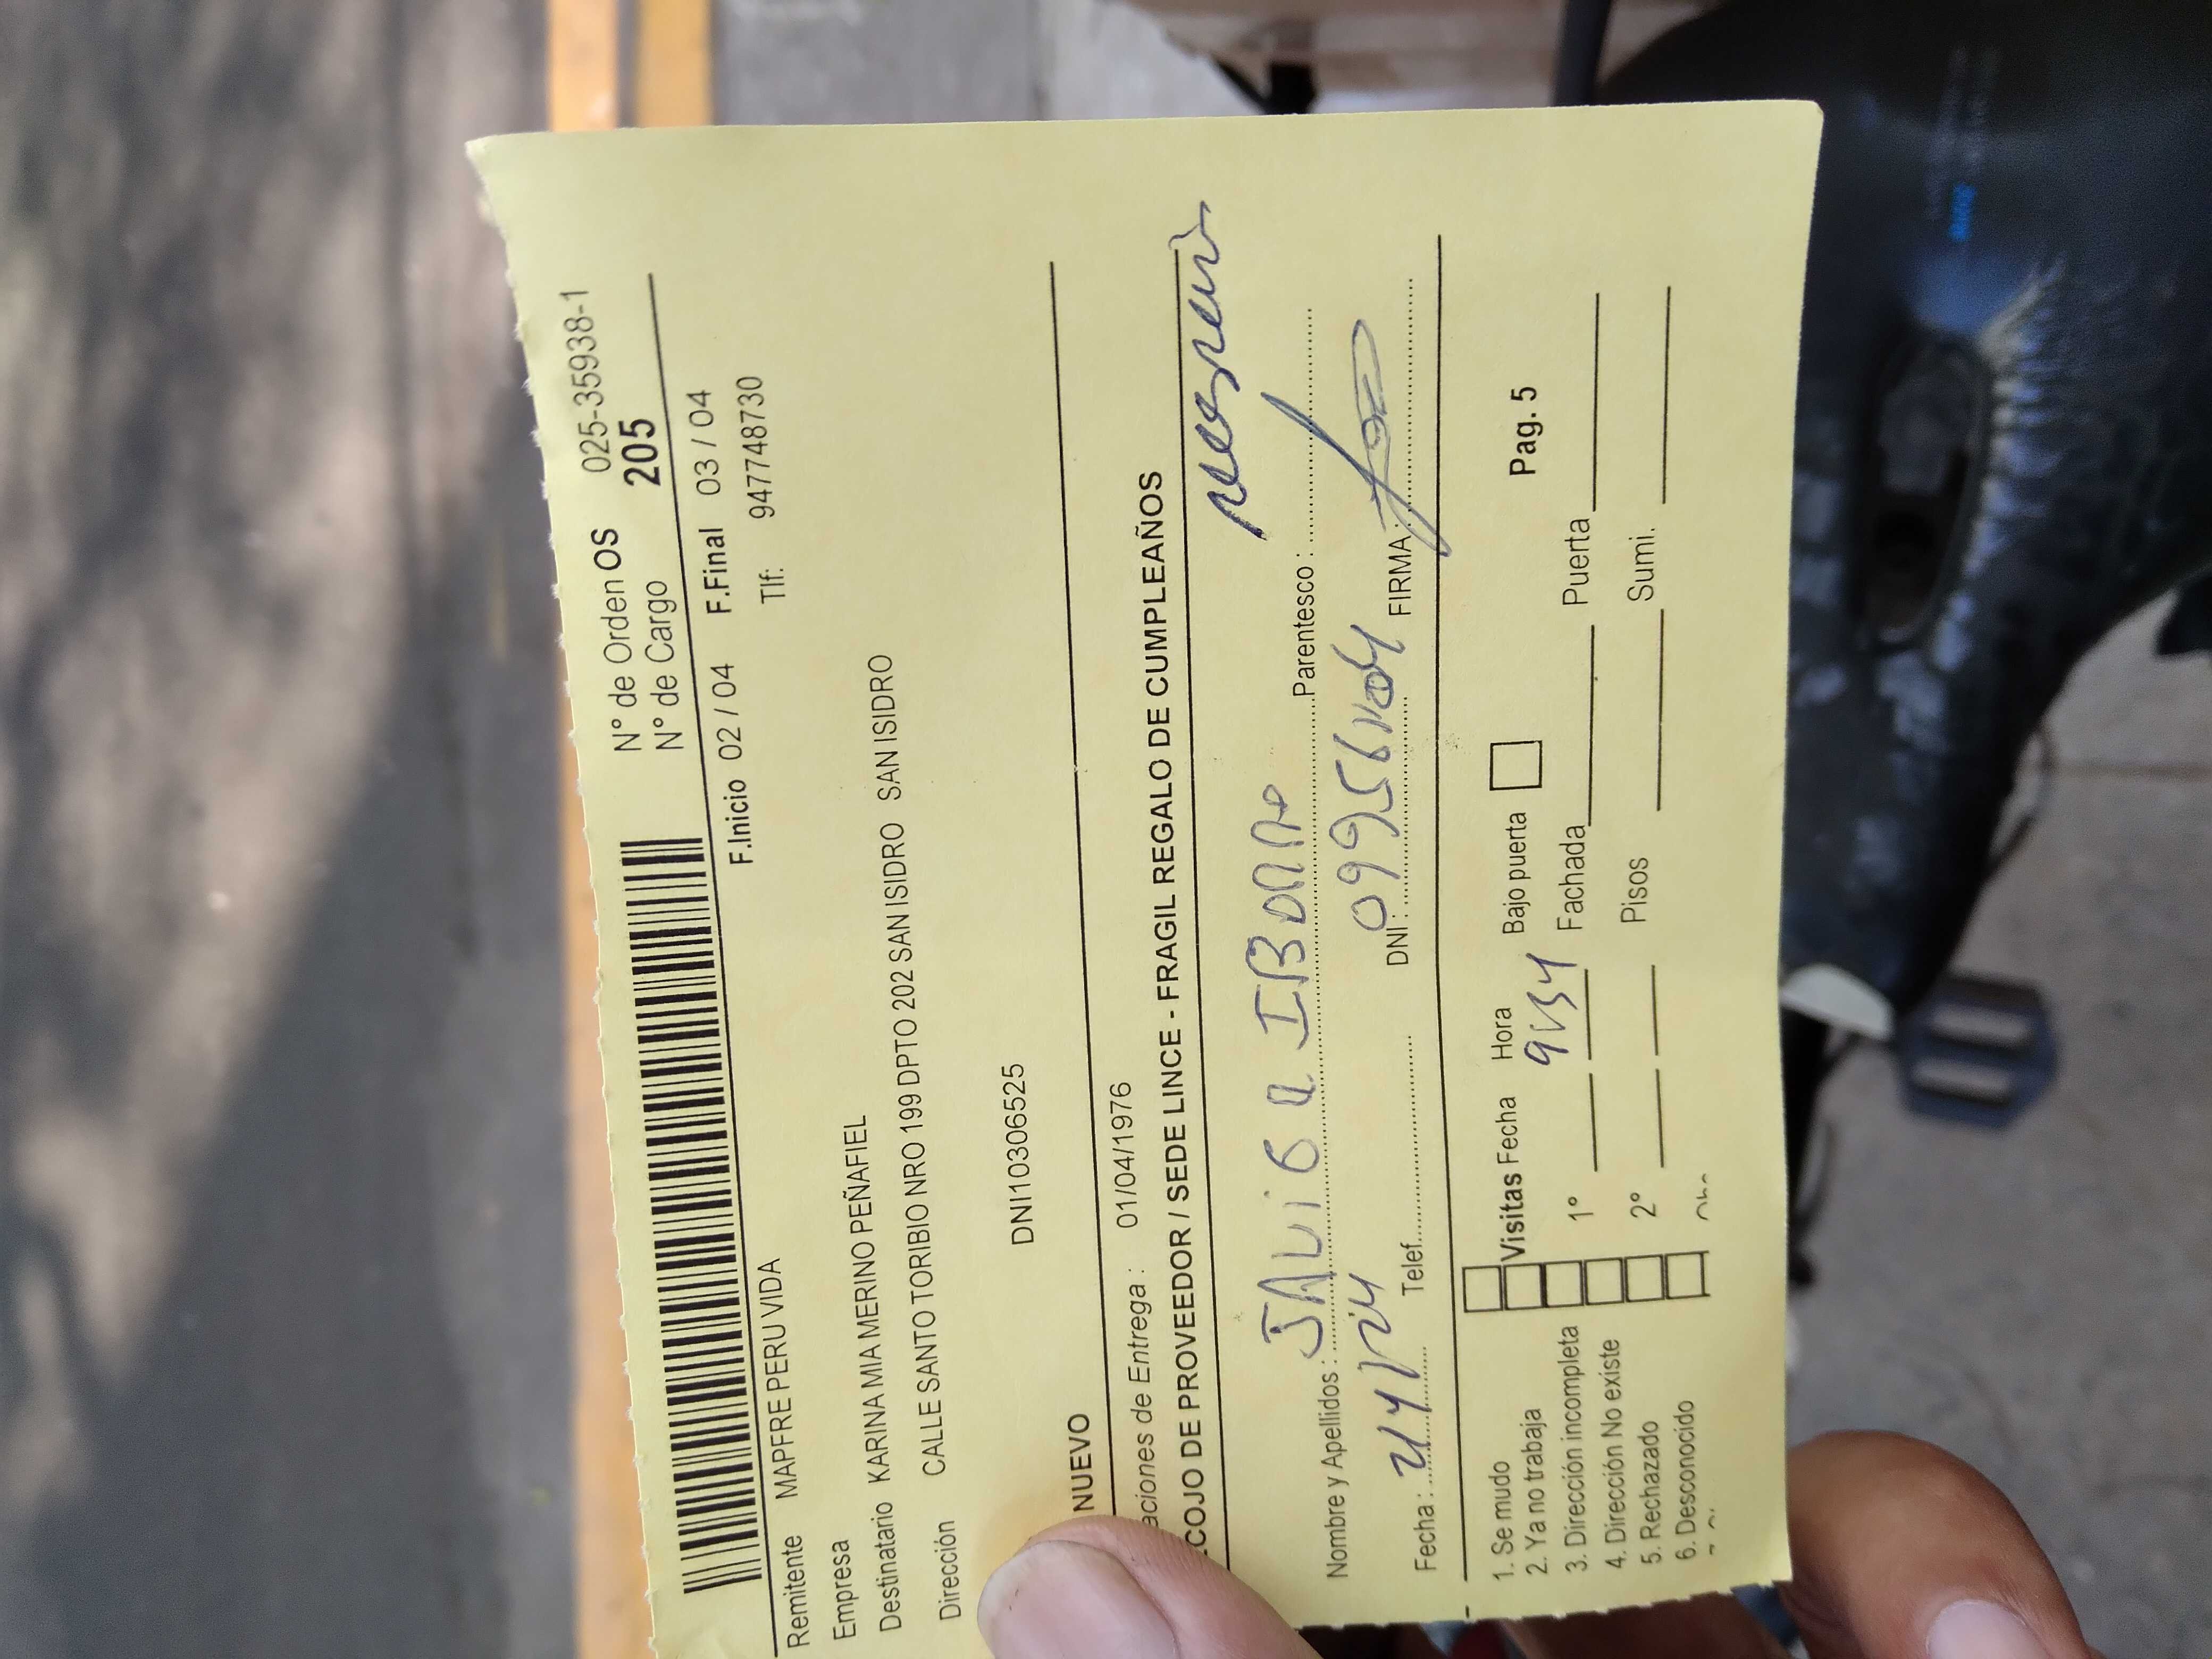 N° de Orden OS 025-35938-1
N° de Cargo 205
F.Inicio 02 / 04 F.Final 03 / 04
Remitente MAPFRE PERU VIDA Tlf: 947748730
Empresa
Destinatario KARINA MIA MERINO PEÑAFIEL
Dirección CALLE SANTO TORIBIO NRO 199 DPTO 202 SAN ISIDRO SAN ISIDRO
DNI10306525
NUEVO
aciones de Entrega : 01/04/1976
COJO DE PROVEEDOR / SEDE LINCE - FRAGIL REGALO DE CUMPLEAÑOS
Nombre y Apellidos : Parentesco :
Fecha : Telef. DNI: FIRMA :
1. Se mudo
2. Ya no trabaja
3. Dirección incompleta
4. Dirección No existe
5. Rechazado
6. Desconocido
Visitas Fecha Hora Bajo puerta Pag. 5
1° Fachada Puerta
2° Pisos Sumi.